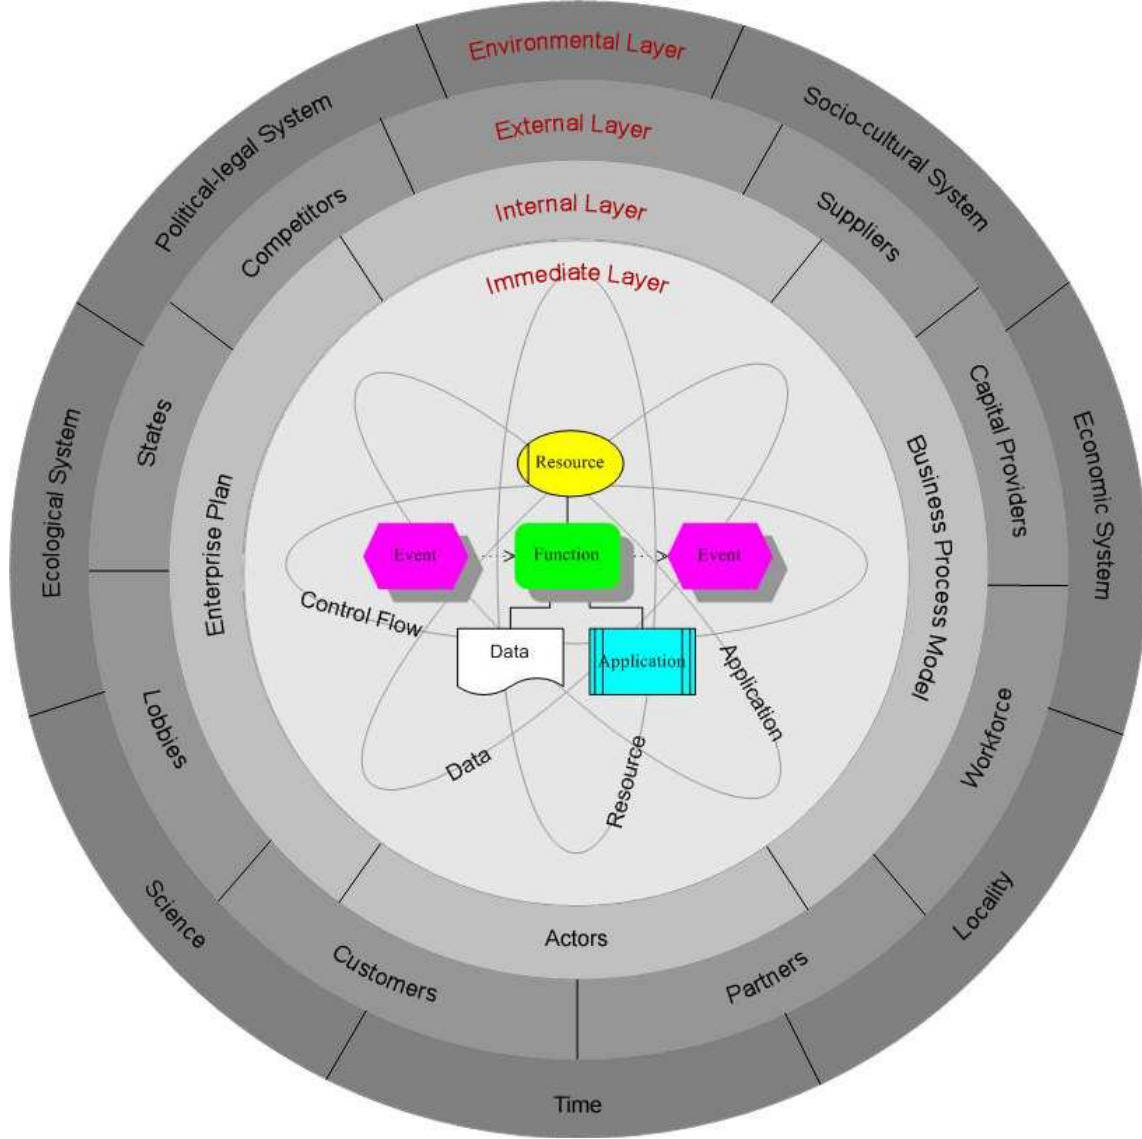 Environmental Layer
Socio-cultural System
Economic System
Locality
Time
Science
Ecological System
Political-legal System
External Layer
Suppliers
Capital Providers
Workforce
Partners
Customers
Lobbies
States
Competitors
Internal Layer
Business Process Model
Actors
Enterprise Plan
Immediate Layer
Resource
Event
Function
Event
Data
Application
Control Flow
Data
Resource
Application